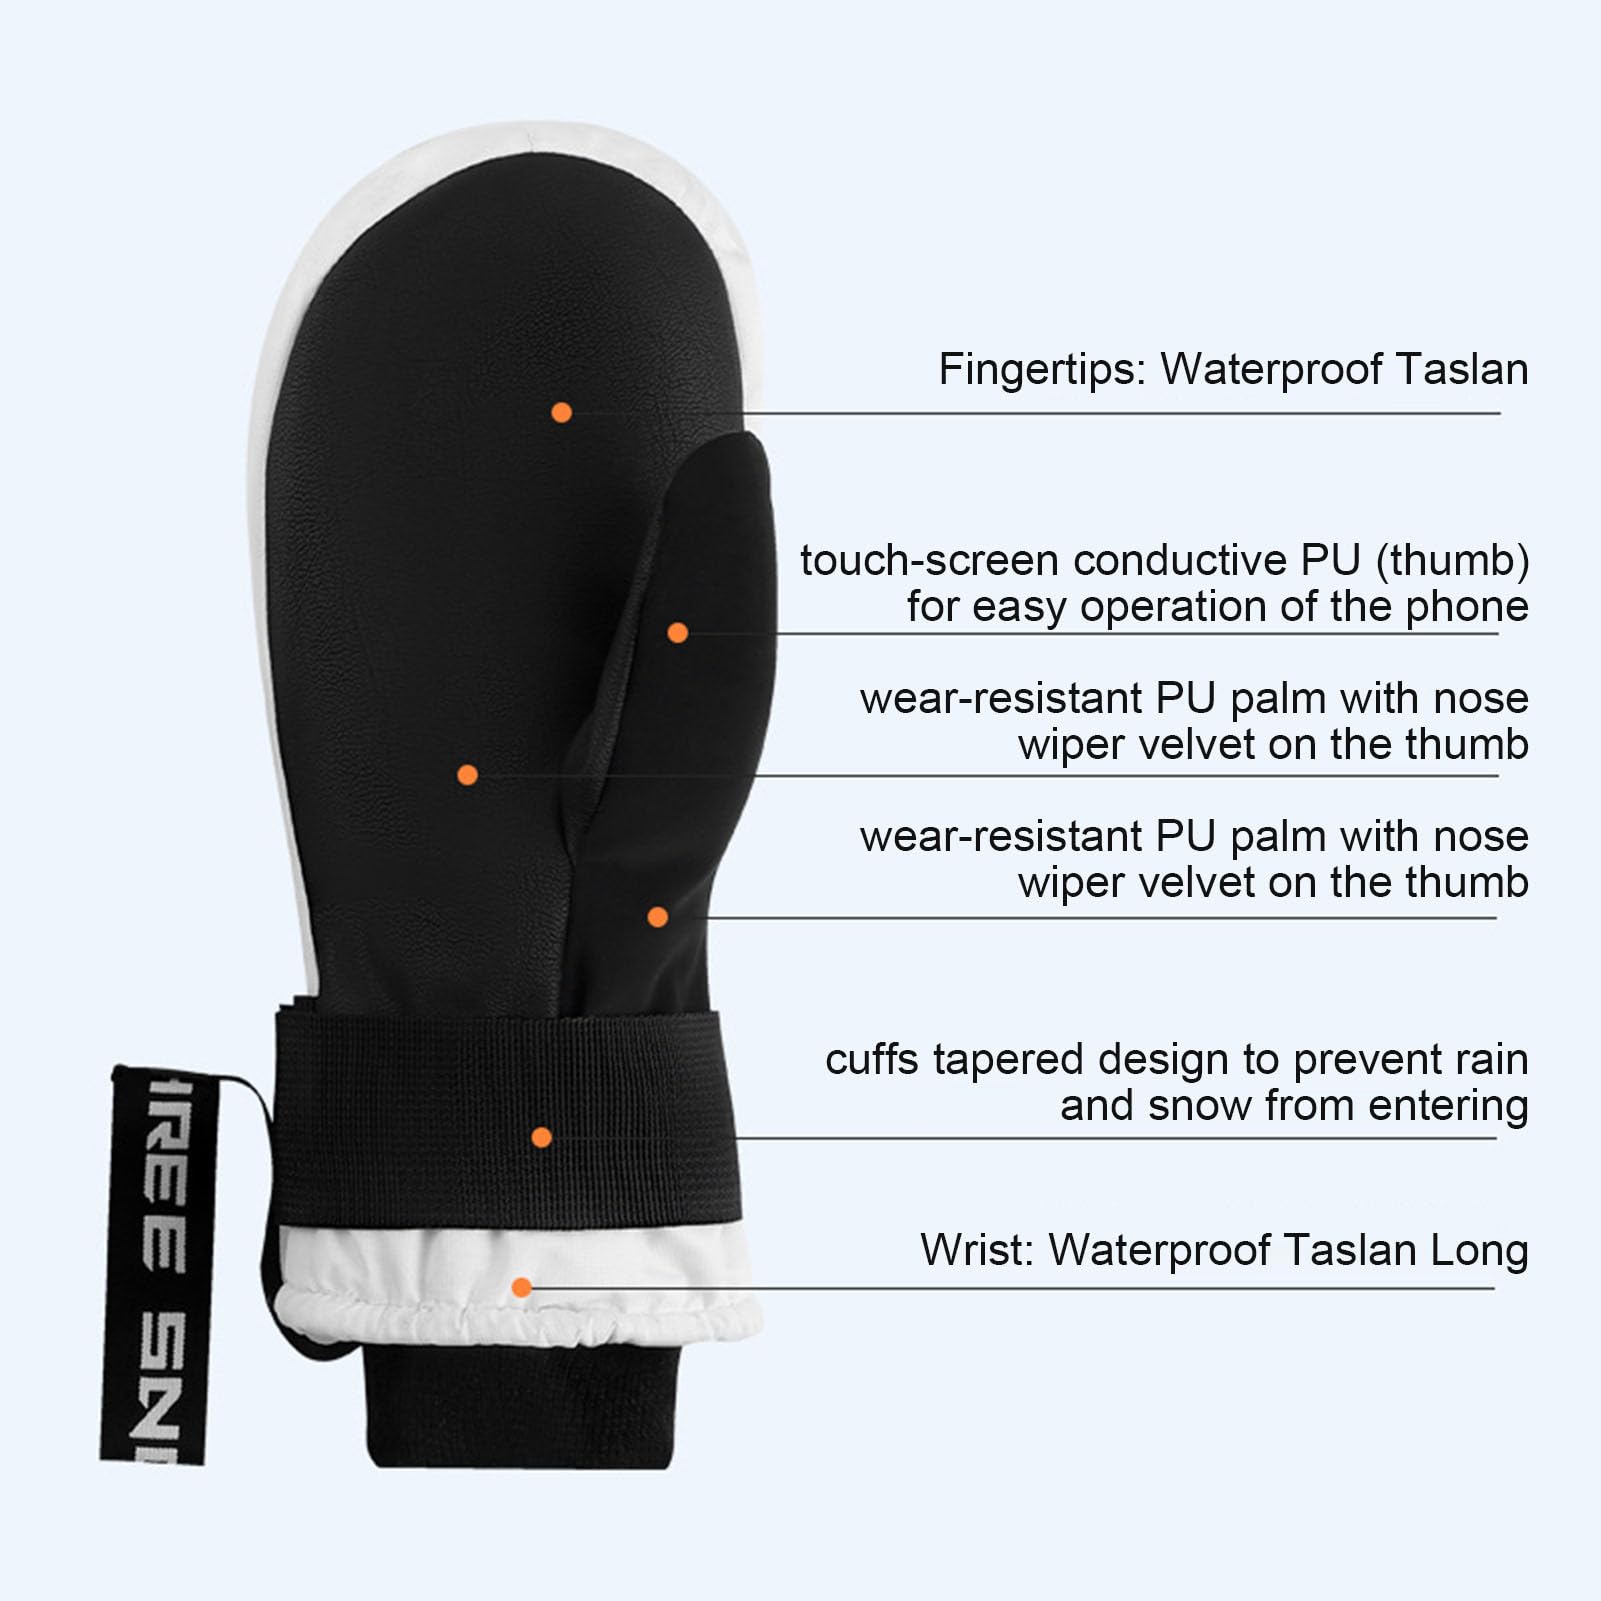 Fingertips: Waterproof Taslan
touch-screen conductive PU (thumb)
for easy operation of the phone
wear-resistant PU palm with nose
wiper velvet on the thumb
wear-resistant PU palm with nose
wiper velvet on the thumb
cuffs tapered design to prevent rain
and snow from entering
Wrist: Waterproof Taslan Long